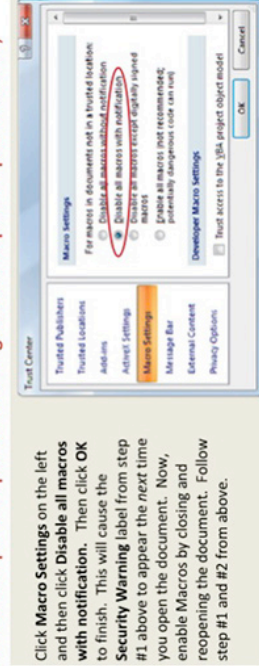 Click Macro Settings on the left
and then click Disable all macros
with notification. Then click OK
to finish. This will cause the
Security Warning label from step
#1 above to appear the next time
you open the document. Now,
enable Macros by closing and
reopening the document. Follow
step #1 and #2 from above.
Trust Center
Trusted Publishers
Trusted Locations
Add-ins
ActiveX Settings
Macro Settings
Message Bar
External Content
Privacy Options
Macro Settings
For macros in documents not in a trusted location:
Disable all macros without notification
Disable all macros with notification
Disable all macros except digitally signed
macros
Enable all macros (not recommended;
potentially dangerous code can run)
Developer Macro Settings
Trust access to the VBA project object model
OK
Cancel